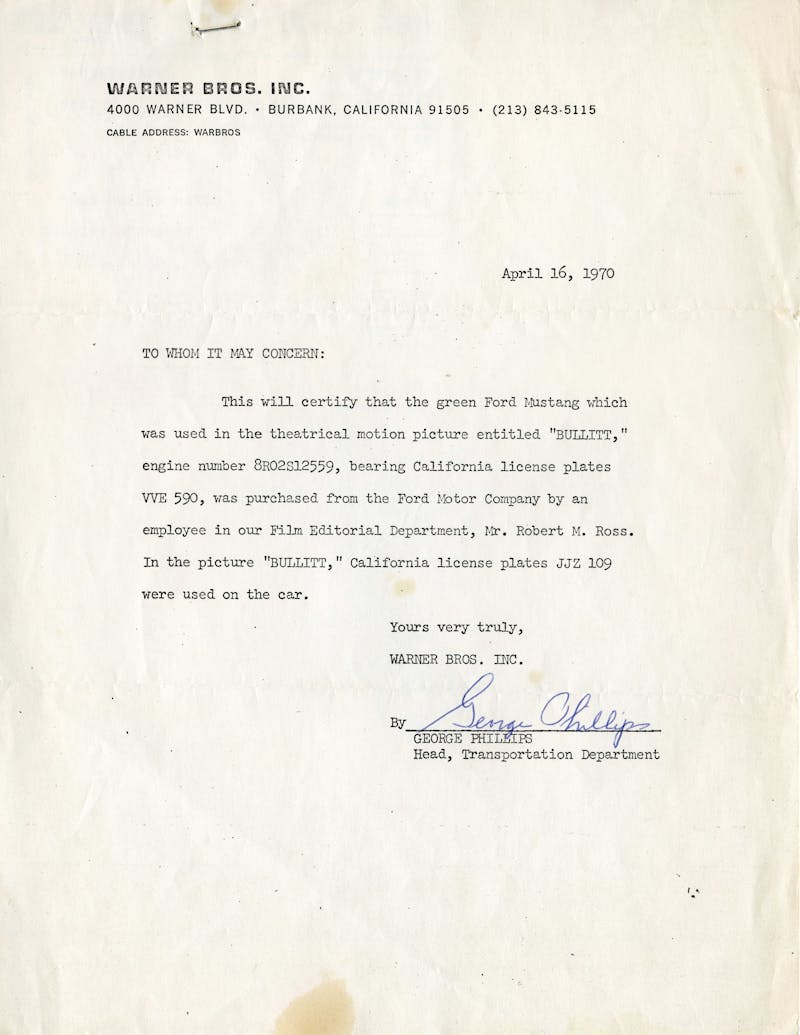 WARNER BROS. INC.
4000 WARNER BLVD. • BURBANK, CALIFORNIA 91505 • (213) 843-5115
CABLE ADDRESS: WARBROS
April 16, 1970
TO WHOM IT MAY CONCERN:
This will certify that the green Ford Mustang which
was used in the theatrical motion picture entitled "BULLITT,"
engine number 8R02S12559, bearing California license plates
VVE 590, was purchased from the Ford Motor Company by an
employee in our Film Editorial Department, Mr. Robert M. Ross.
In the picture "BULLITT," California license plates JJZ 109
were used on the car.
Yours very truly,
WARNER BROS. INC.
By George Phillips
GEORGE PHILLIPS
Head, Transportation Department